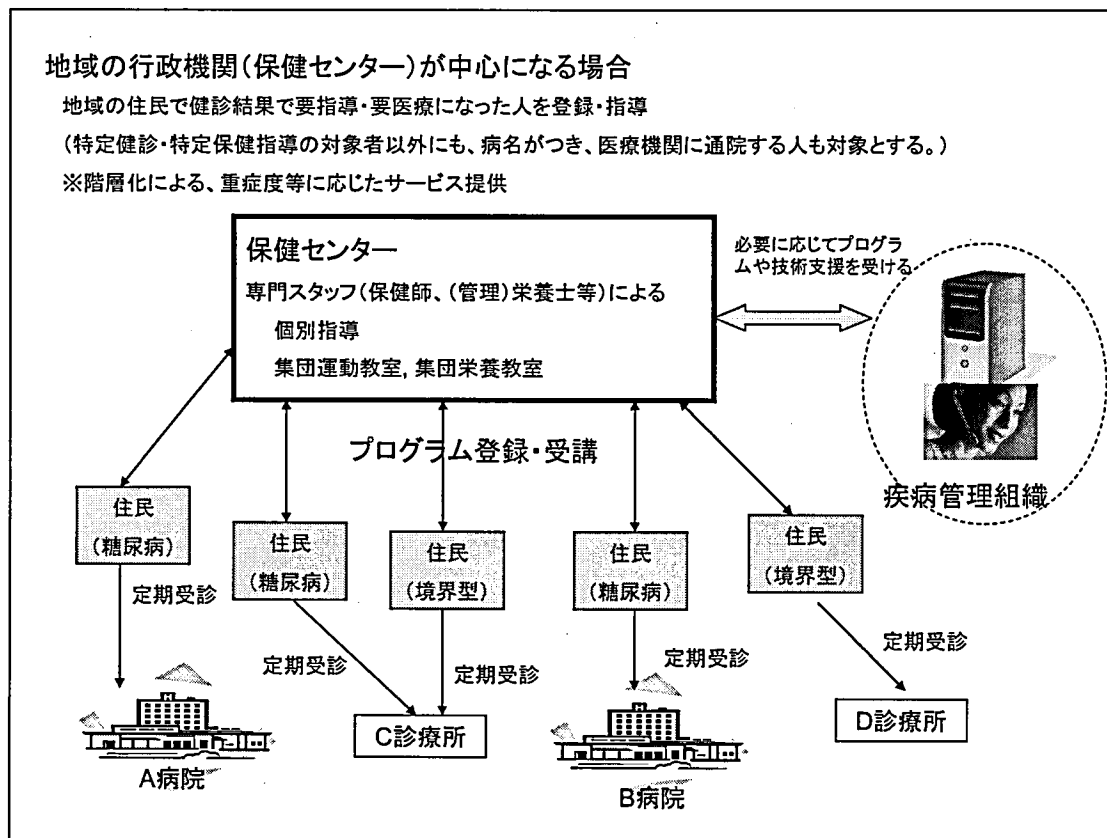 地域の行政機関(保健センター)が中心になる場合
地域の住民で健診結果で要指導・要医療になった人を登録・指導
(特定健診・特定保健指導の対象者以外にも、病名がつき、医療機関に通院する人も対象とする。)
※階層化による、重症度等に応じたサービス提供
保健センター
専門スタッフ(保健師、(管理)栄養士等)による
個別指導
集団運動教室, 集団栄養教室
必要に応じてプログラ
ムや技術支援を受ける
疾病管理組織
プログラム登録・受講
住民
(糖尿病)
住民
(糖尿病)
住民
(境界型)
住民
(糖尿病)
住民
(境界型)
定期受診
定期受診
定期受診
定期受診
定期受診
A病院
C診療所
B病院
D診療所